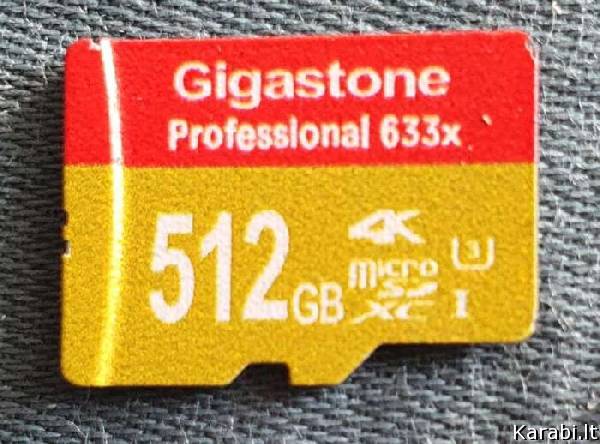 Gigastone
Professional 633x
512GB
4K
micro SD XC I
3
Karabi.lt